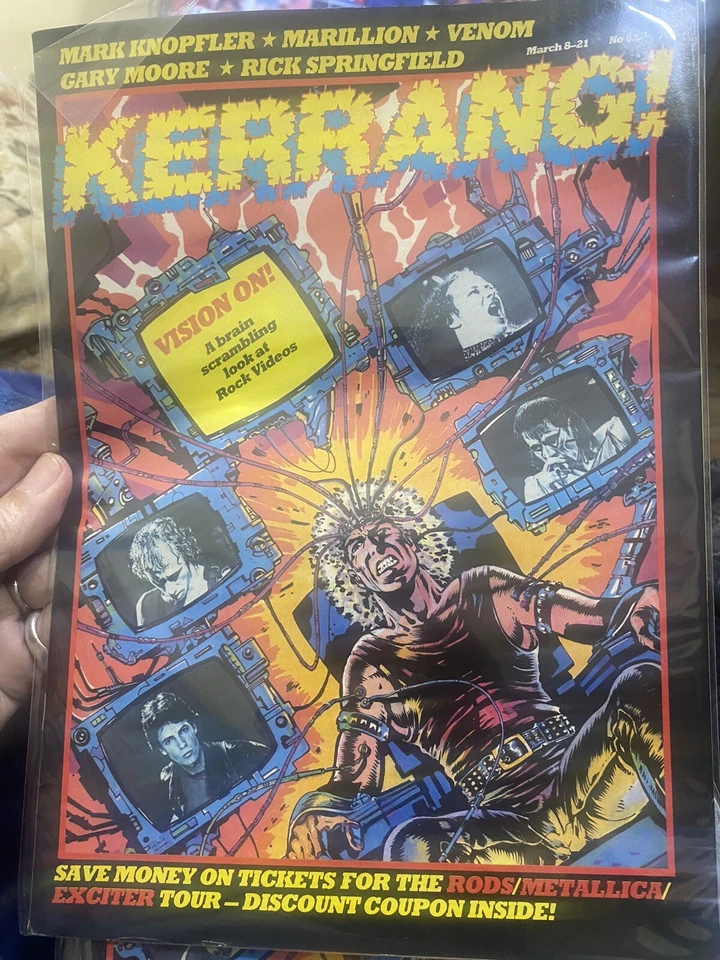 MARK KNOPFLER ★ MARILLION ★ VENOM
GARY MOORE ★ RICK SPRINGFIELD
March 8–21 No
KERRANG!
VISION ON!
A brain
scrambling
look at
Rock Videos
SAVE MONEY ON TICKETS FOR THE RODS/METALLICA/
EXCITER TOUR – DISCOUNT COUPON INSIDE!